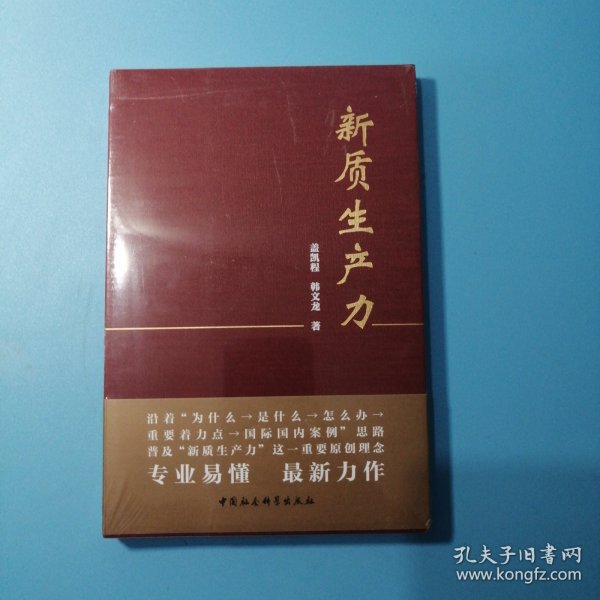 新质生产力
盖凯程 韩文龙 著
沿着“为什么→是什么→怎么办→
重要着力点→国际国内案例”思路
普及“新质生产力”这一重要原创理念
专业易懂 最新力作
中国社会科学出版社
孔夫子旧书网
www.kongfz.com